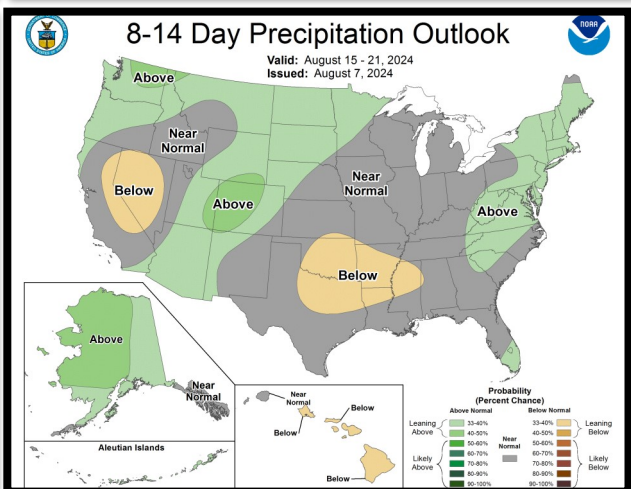 8-14 Day Precipitation Outlook
Valid: August 15 - 21, 2024
Issued: August 7, 2024
NOAA
Above
Near
Normal
Below
Above
Near
Normal
Above
Below
Above
Near
Normal
Aleutian Islands
Near
Normal
Below
Below
Below
Probability
(Percent Chance)
Above Normal
Below Normal
Leaning
Above
33-40%
40-50%
Likely
Above
50-60%
60-70%
70-80%
80-90%
90-100%
Near
Normal
33-40%
40-50%
Leaning
Below
50-60%
60-70%
70-80%
80-90%
90-100%
Likely
Below